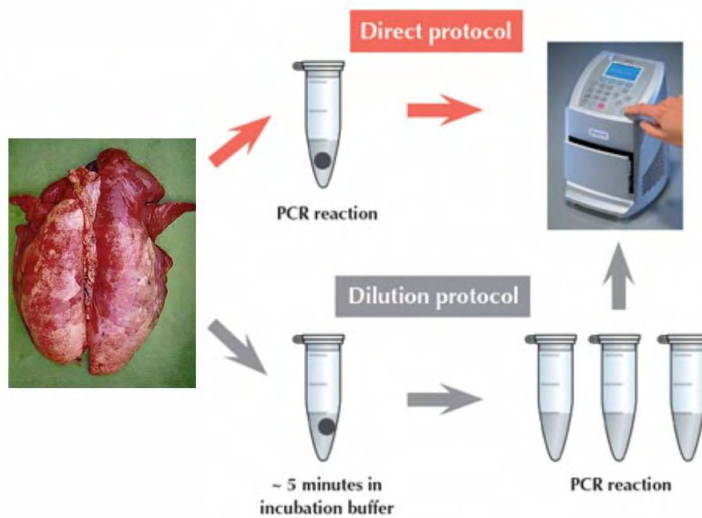 Direct protocol
PCR reaction
Dilution protocol
~ 5 minutes in
incubation buffer
PCR reaction